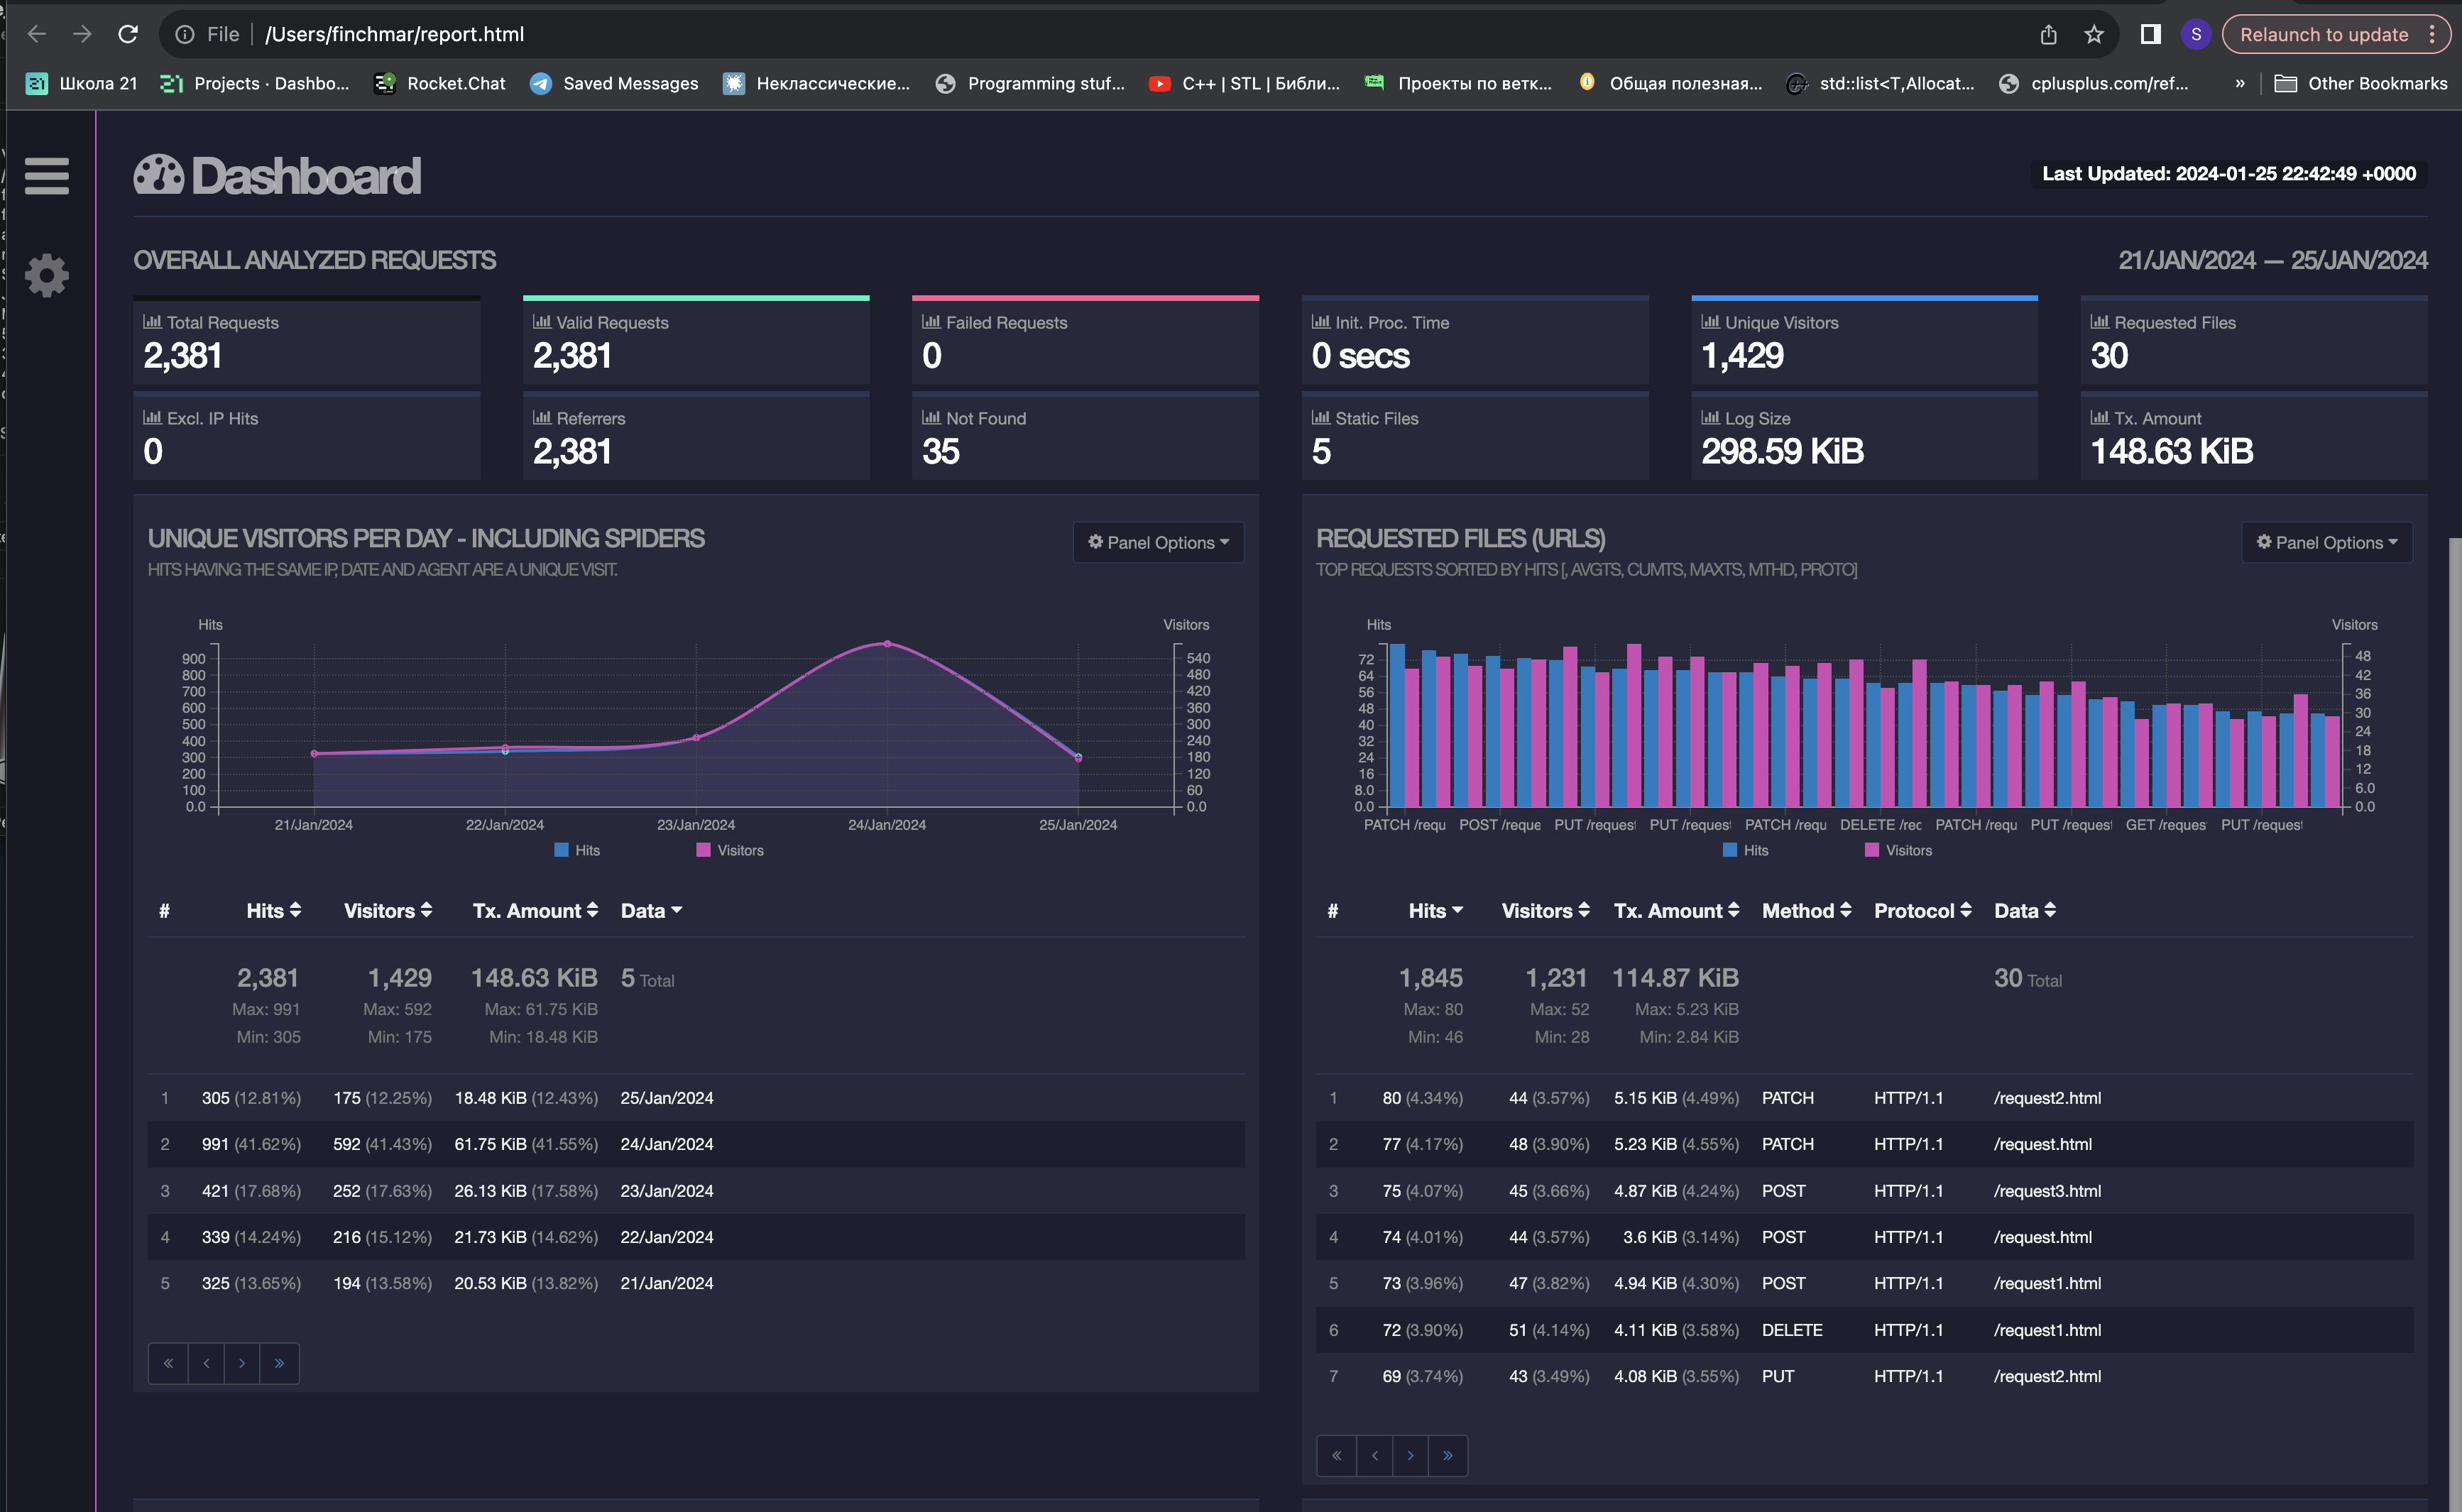 File /Users/finchmar/report.html S Relaunch to update
Школа 21 Projects · Dashbo... Rocket.Chat Saved Messages Неклассические... Programming stuf... C++ | STL | Библи... Проекты по ветк... Общая полезная... std::list<T,Allocat... cplusplus.com/ref... » Other Bookmarks
Dashboard
Last Updated: 2024-01-25 22:42:49 +0000
OVERALL ANALYZED REQUESTS
21/JAN/2024 — 25/JAN/2024
Total Requests
2,381
Valid Requests
2,381
Failed Requests
0
Init. Proc. Time
0 secs
Unique Visitors
1,429
Requested Files
30
Excl. IP Hits
0
Referrers
2,381
Not Found
35
Static Files
5
Log Size
298.59 KiB
Tx. Amount
148.63 KiB
UNIQUE VISITORS PER DAY - INCLUDING SPIDERS
Panel Options
HITS HAVING THE SAME IP, DATE AND AGENT ARE A UNIQUE VISIT.
Hits
Visitors
900
800
700
600
500
400
300
200
100
0.0
540
480
420
360
300
240
180
120
60
0.0
21/Jan/2024 22/Jan/2024 23/Jan/2024 24/Jan/2024 25/Jan/2024
Hits Visitors
# Hits Visitors Tx. Amount Data
2,381 1,429 148.63 KiB 5 Total
Max: 991 Max: 592 Max: 61.75 KiB
Min: 305 Min: 175 Min: 18.48 KiB
1 305 (12.81%) 175 (12.25%) 18.48 KiB (12.43%) 25/Jan/2024
2 991 (41.62%) 592 (41.43%) 61.75 KiB (41.55%) 24/Jan/2024
3 421 (17.68%) 252 (17.63%) 26.13 KiB (17.58%) 23/Jan/2024
4 339 (14.24%) 216 (15.12%) 21.73 KiB (14.62%) 22/Jan/2024
5 325 (13.65%) 194 (13.58%) 20.53 KiB (13.82%) 21/Jan/2024
« ‹ › »
REQUESTED FILES (URLS)
Panel Options
TOP REQUESTS SORTED BY HITS [, AVGTS, CUMTS, MAXTS, MTHD, PROTO]
Hits
Visitors
72
64
56
48
40
32
24
16
8.0
0.0
48
42
36
30
24
18
12
6.0
0.0
PATCH /requ POST /reque PUT /request PUT /request PATCH /requ DELETE /rec PATCH /requ PUT /request GET /reques PUT /request
Hits Visitors
# Hits Visitors Tx. Amount Method Protocol Data
1,845 1,231 114.87 KiB 30 Total
Max: 80 Max: 52 Max: 5.23 KiB
Min: 46 Min: 28 Min: 2.84 KiB
1 80 (4.34%) 44 (3.57%) 5.15 KiB (4.49%) PATCH HTTP/1.1 /request2.html
2 77 (4.17%) 48 (3.90%) 5.23 KiB (4.55%) PATCH HTTP/1.1 /request.html
3 75 (4.07%) 45 (3.66%) 4.87 KiB (4.24%) POST HTTP/1.1 /request3.html
4 74 (4.01%) 44 (3.57%) 3.6 KiB (3.14%) POST HTTP/1.1 /request.html
5 73 (3.96%) 47 (3.82%) 4.94 KiB (4.30%) POST HTTP/1.1 /request1.html
6 72 (3.90%) 51 (4.14%) 4.11 KiB (3.58%) DELETE HTTP/1.1 /request1.html
7 69 (3.74%) 43 (3.49%) 4.08 KiB (3.55%) PUT HTTP/1.1 /request2.html
« ‹ › »